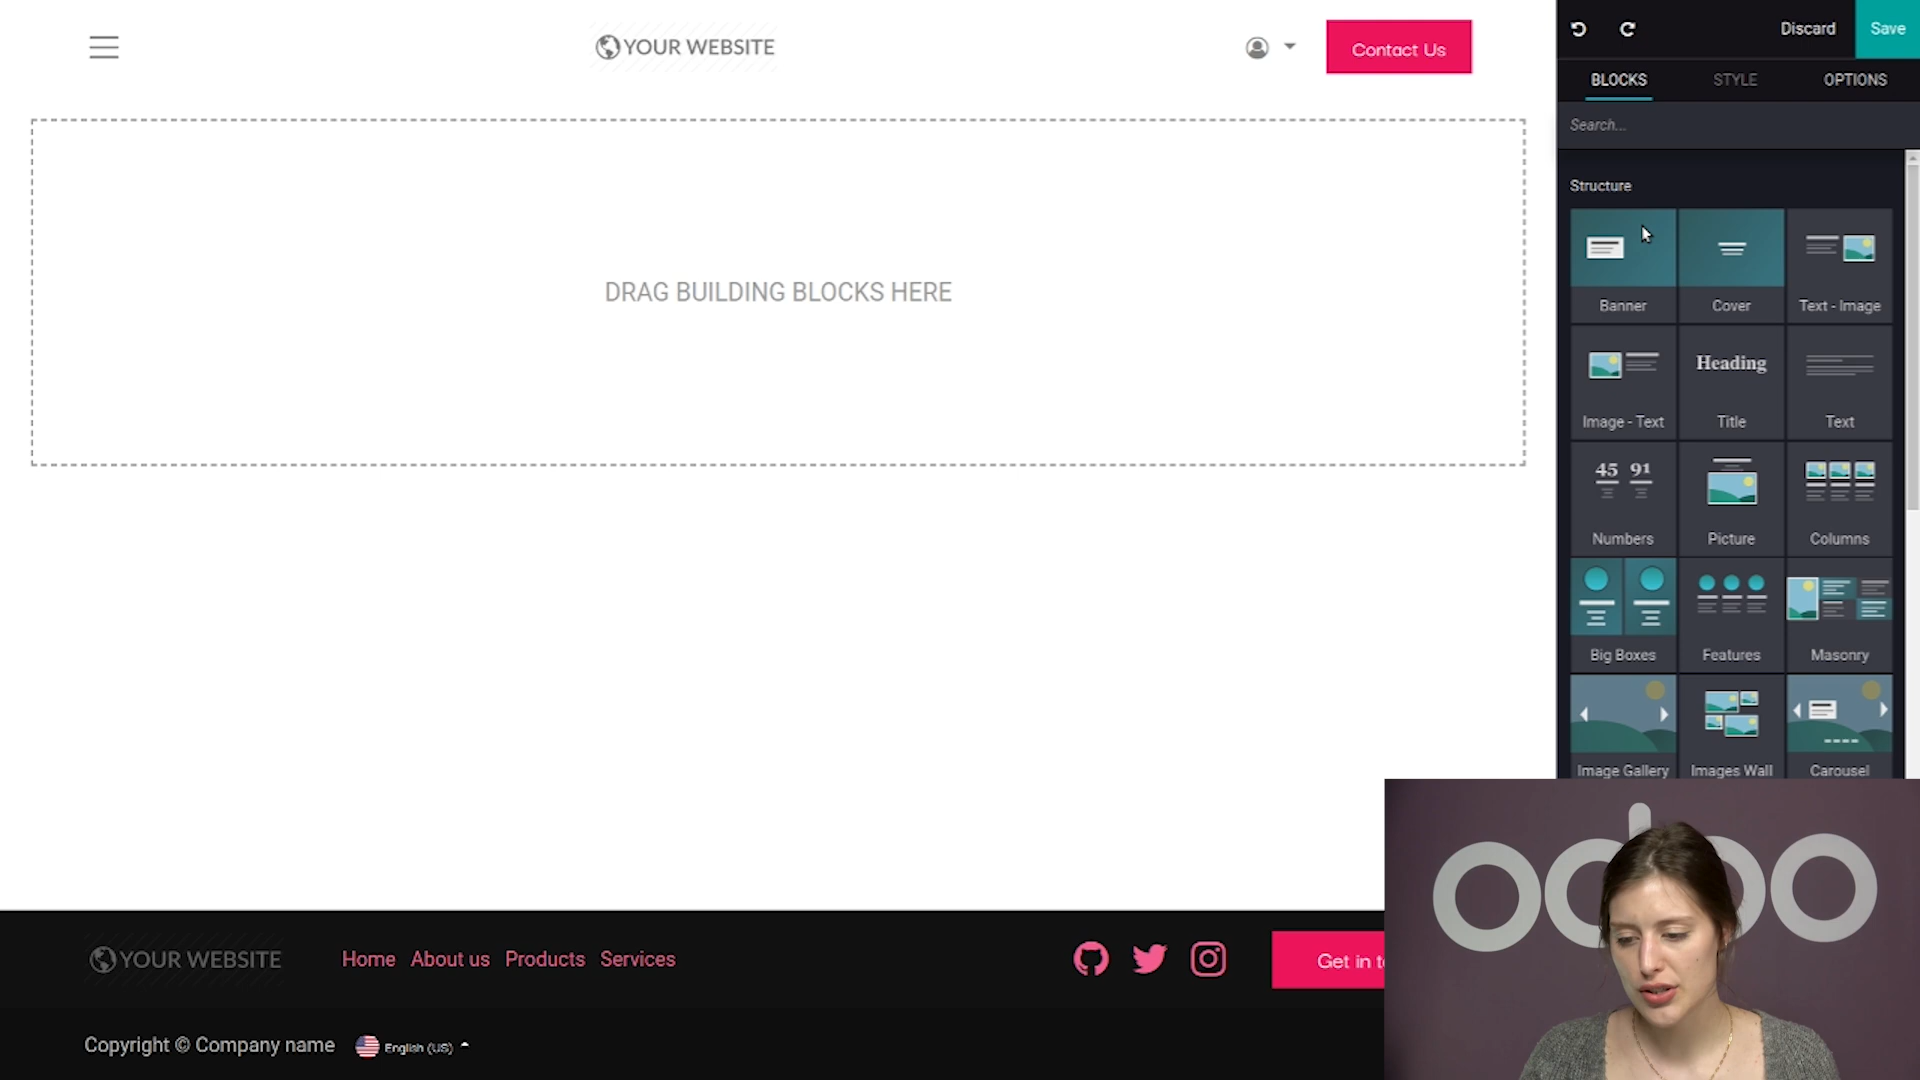 YOUR WEBSITE
Contact Us
Discard
Save
BLOCKS
STYLE
OPTIONS
Search...
Structure
DRAG BUILDING BLOCKS HERE
Banner
Cover
Text - Image
Heading
Image - Text
Title
Text
45 91
Numbers
Picture
Columns
Big Boxes
Features
Masonry
Image Gallery
Images Wall
Carousel
odoo
YOUR WEBSITE
Home
About us
Products
Services
Get in t
Copyright © Company name
English (US)